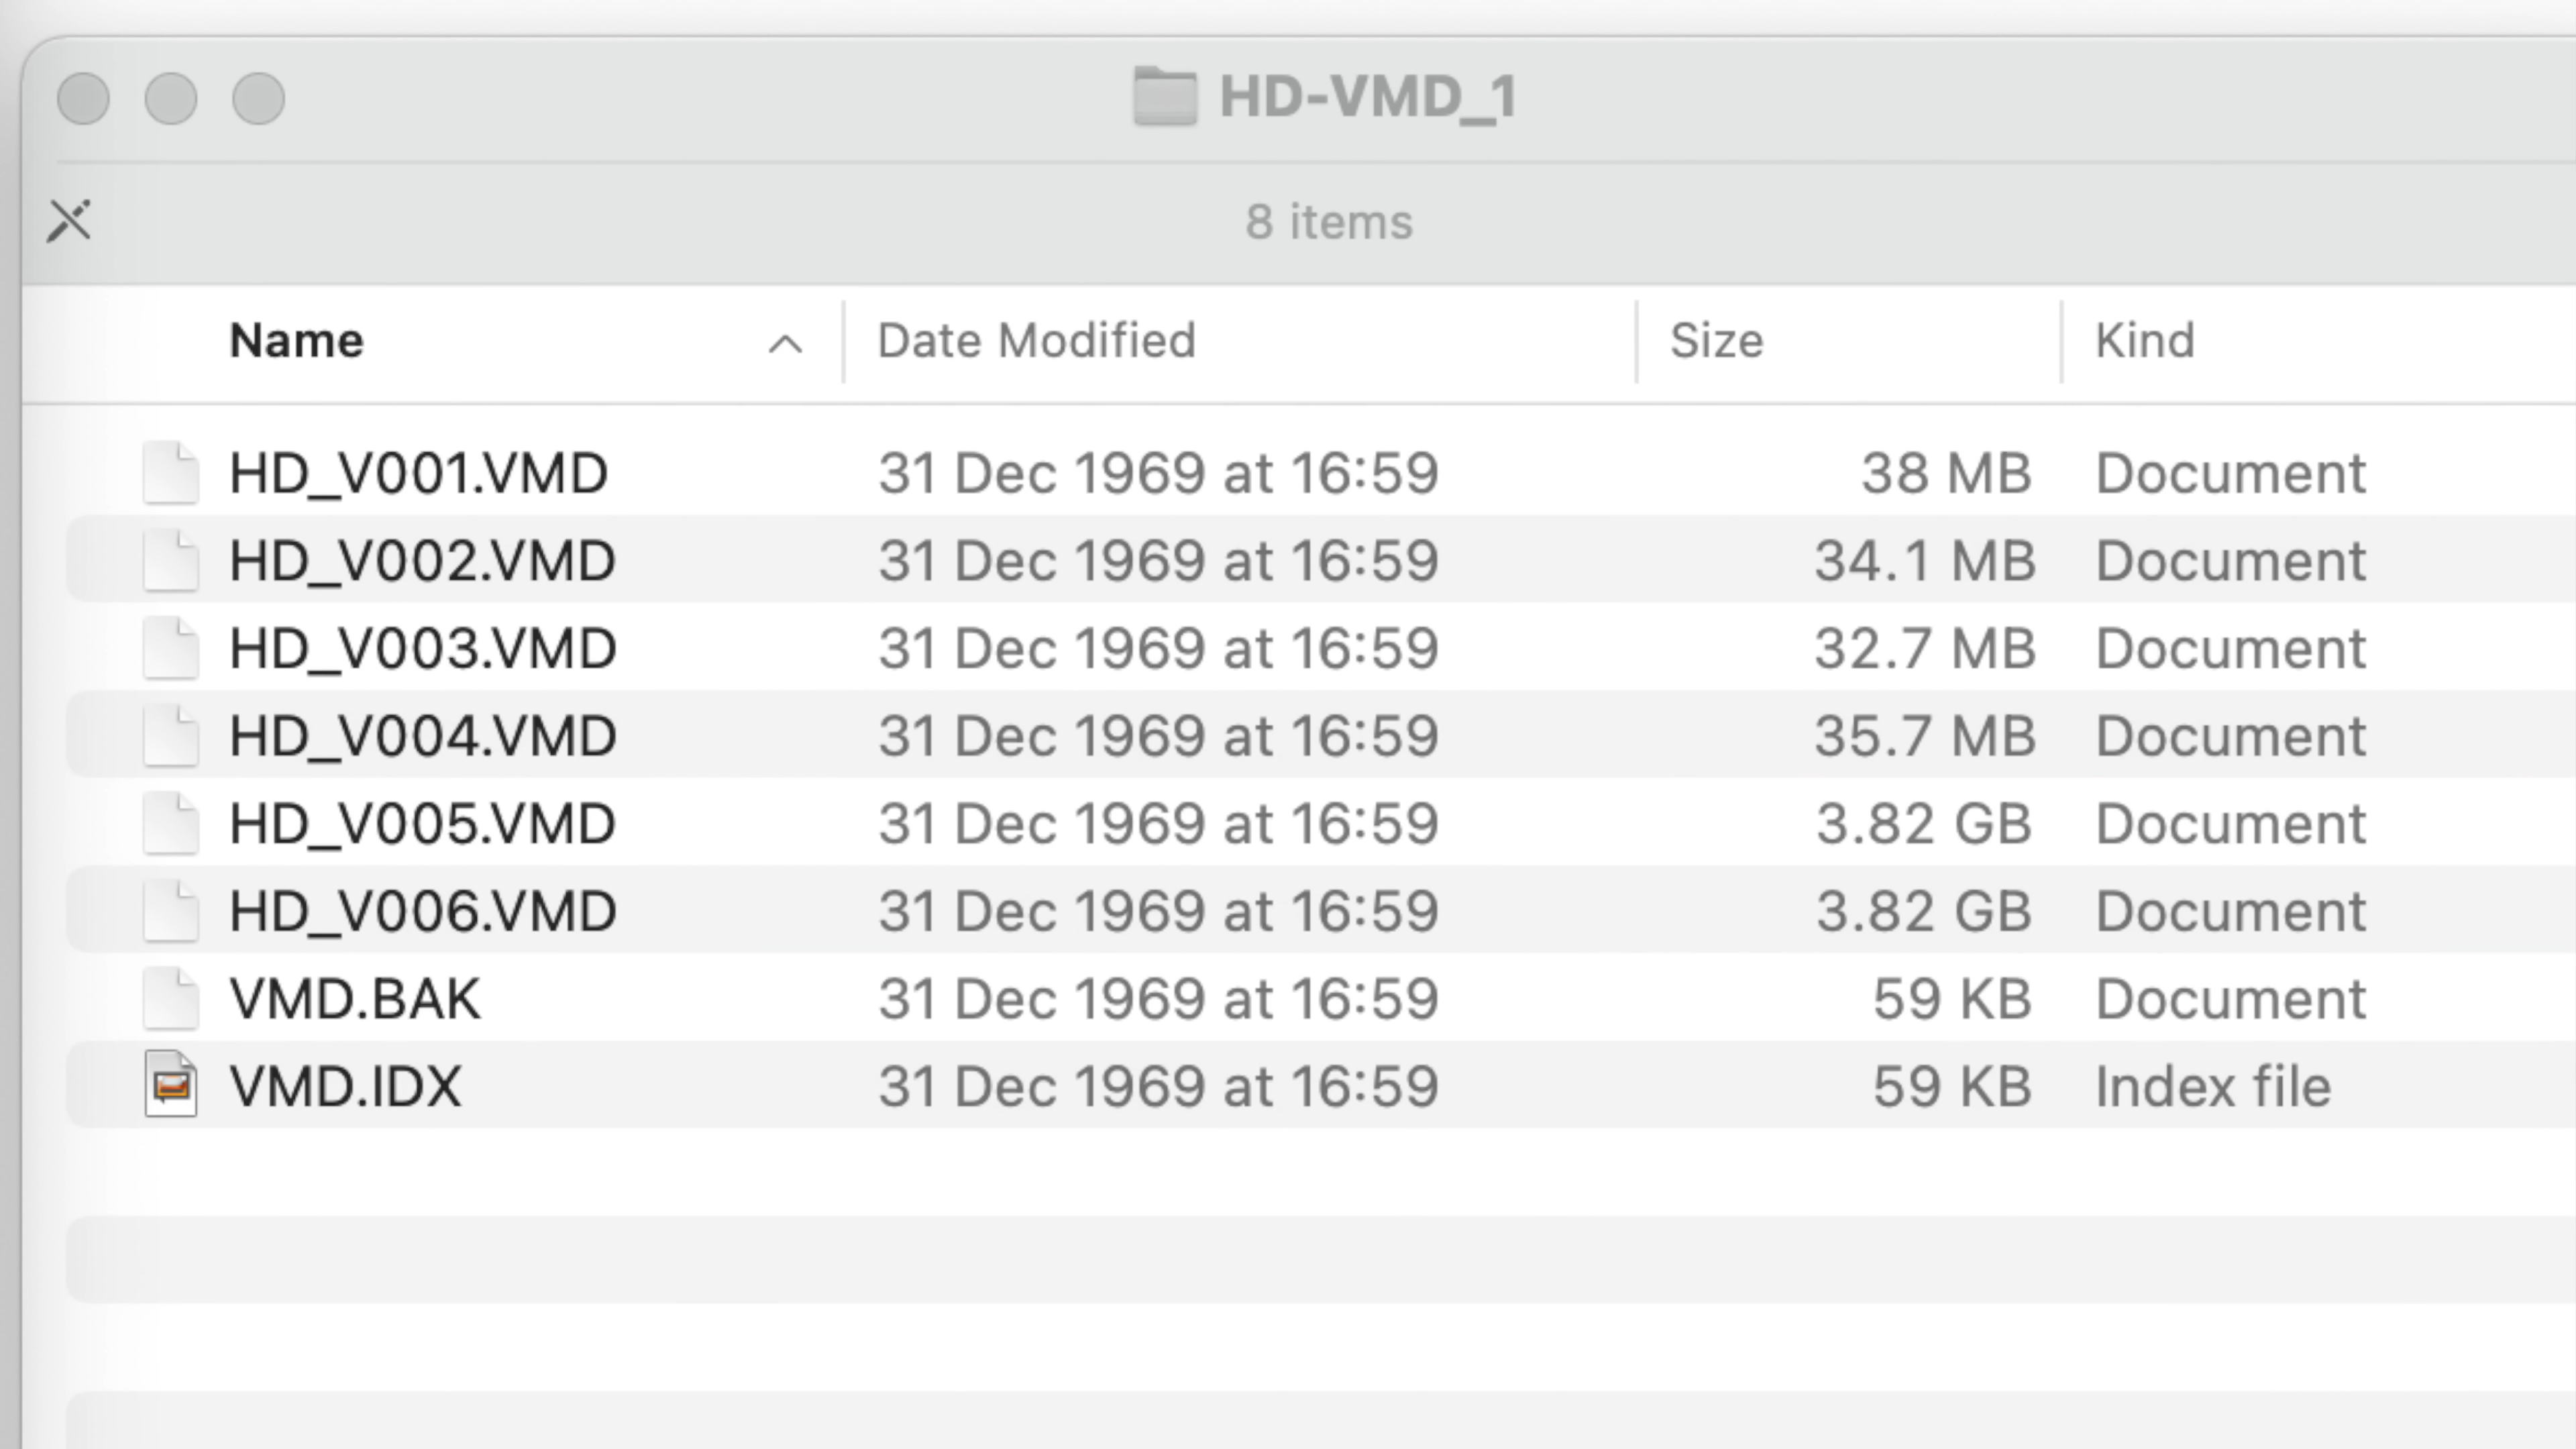 HD-VMD_1
8 items
Name Date Modified Size Kind
HD_V001.VMD 31 Dec 1969 at 16:59 38 MB Document
HD_V002.VMD 31 Dec 1969 at 16:59 34.1 MB Document
HD_V003.VMD 31 Dec 1969 at 16:59 32.7 MB Document
HD_V004.VMD 31 Dec 1969 at 16:59 35.7 MB Document
HD_V005.VMD 31 Dec 1969 at 16:59 3.82 GB Document
HD_V006.VMD 31 Dec 1969 at 16:59 3.82 GB Document
VMD.BAK 31 Dec 1969 at 16:59 59 KB Document
VMD.IDX 31 Dec 1969 at 16:59 59 KB Index file